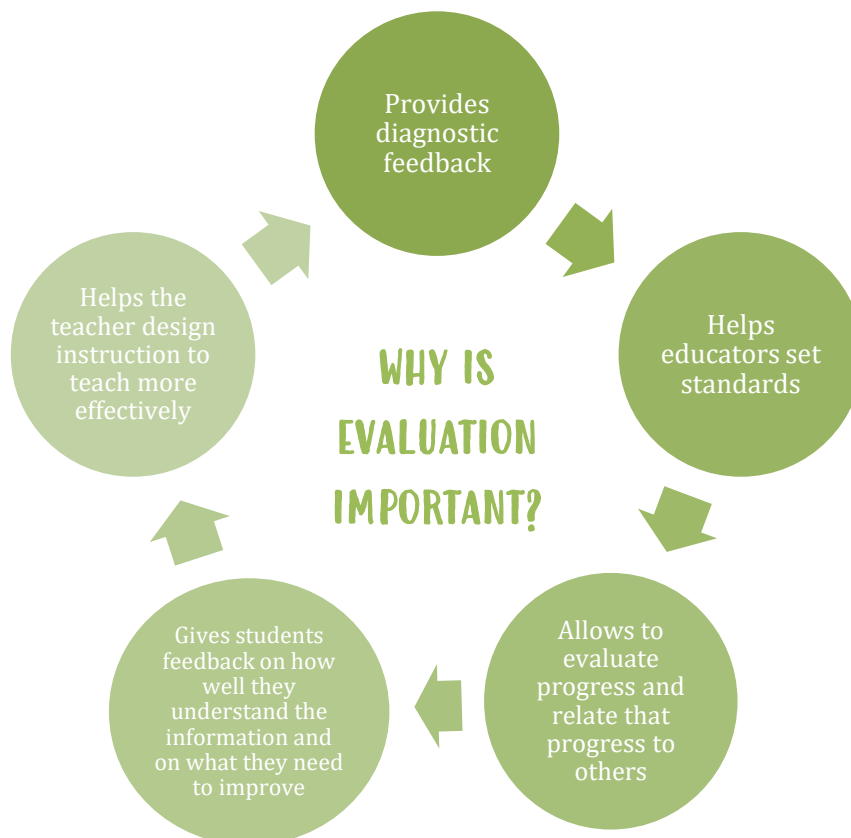 Provides
diagnostic
feedback
Helps
educators set
standards
Allows to
evaluate
progress and
relate that
progress to
others
Gives students
feedback on how
well they
understand the
information and
on what they need
to improve
Helps the
teacher design
instruction to
teach more
effectively
WHY IS
EVALUATION
IMPORTANT?